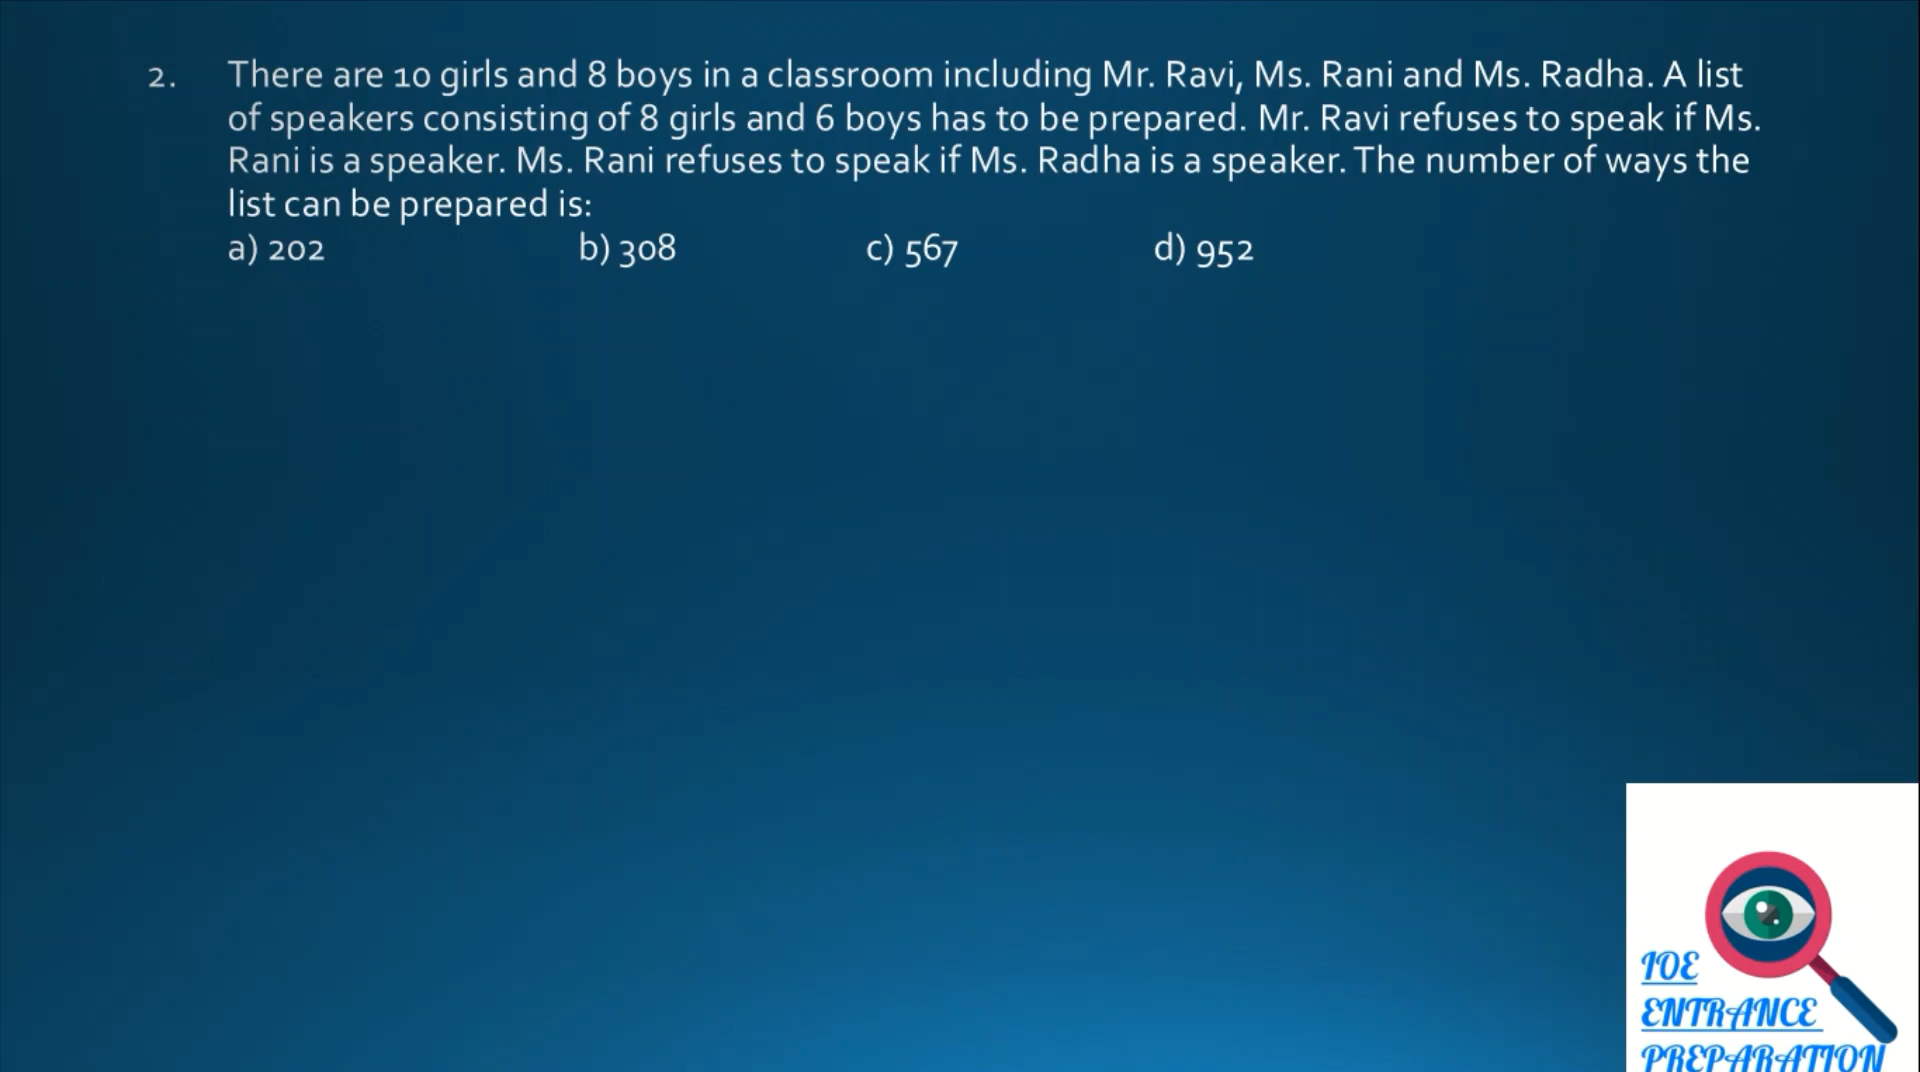 2. There are 10 girls and 8 boys in a classroom including Mr. Ravi, Ms. Rani and Ms. Radha. A list
of speakers consisting of 8 girls and 6 boys has to be prepared. Mr. Ravi refuses to speak if Ms.
Rani is a speaker. Ms. Rani refuses to speak if Ms. Radha is a speaker. The number of ways the
list can be prepared is:
a) 202 b) 308 c) 567 d) 952
IOE
ENTRANCE
PREPARATION